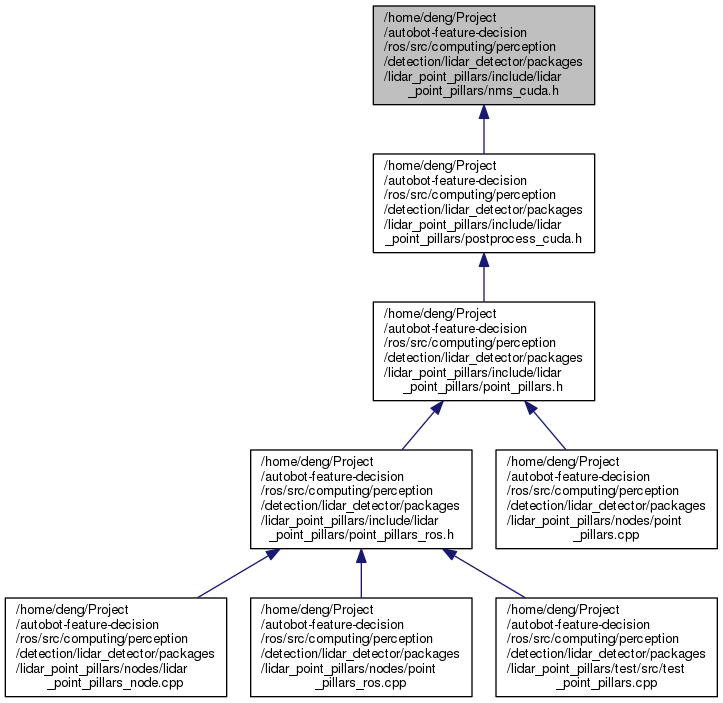 /home/deng/Project
/autobot-feature-decision
/ros/src/computing/perception
/detection/lidar_detector/packages
/lidar_point_pillars/include/lidar
_point_pillars/nms_cuda.h
/home/deng/Project
/autobot-feature-decision
/ros/src/computing/perception
/detection/lidar_detector/packages
/lidar_point_pillars/include/lidar
_point_pillars/postprocess_cuda.h
/home/deng/Project
/autobot-feature-decision
/ros/src/computing/perception
/detection/lidar_detector/packages
/lidar_point_pillars/include/lidar
_point_pillars/point_pillars.h
/home/deng/Project
/autobot-feature-decision
/ros/src/computing/perception
/detection/lidar_detector/packages
/lidar_point_pillars/include/lidar
_point_pillars/point_pillars_ros.h
/home/deng/Project
/autobot-feature-decision
/ros/src/computing/perception
/detection/lidar_detector/packages
/lidar_point_pillars/nodes/point
_pillars.cpp
/home/deng/Project
/autobot-feature-decision
/ros/src/computing/perception
/detection/lidar_detector/packages
/lidar_point_pillars/nodes/lidar
_point_pillars_node.cpp
/home/deng/Project
/autobot-feature-decision
/ros/src/computing/perception
/detection/lidar_detector/packages
/lidar_point_pillars/nodes/point
_pillars_ros.cpp
/home/deng/Project
/autobot-feature-decision
/ros/src/computing/perception
/detection/lidar_detector/packages
/lidar_point_pillars/test/src/test
_point_pillars.cpp